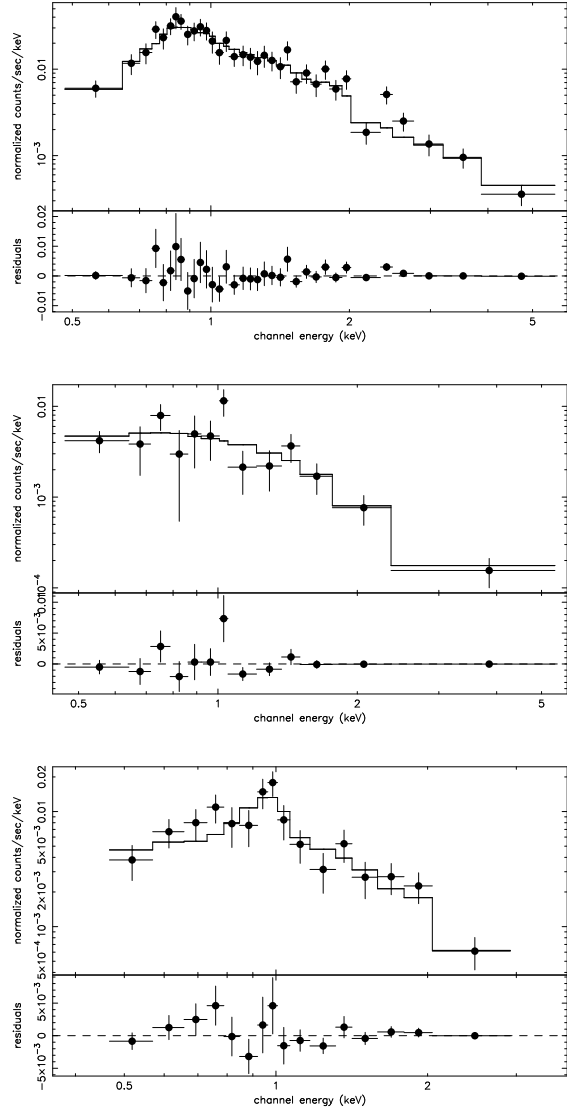 normalized counts/sec/keV
0.01
10⁻³
residuals
0.02
0.01
0
−0.01
0.5 1 2 5
channel energy (keV)
normalized counts/sec/keV
0.01
10⁻³
10⁻⁴
residuals
0.01
5×10⁻³
0
0.5 1 2 5
channel energy (keV)
normalized counts/sec/keV
0.02
0.01
5×10⁻³
2×10⁻³
10⁻³
5×10⁻⁴
residuals
5×10⁻³
0
−5×10⁻³
0.5 1 2
channel energy (keV)